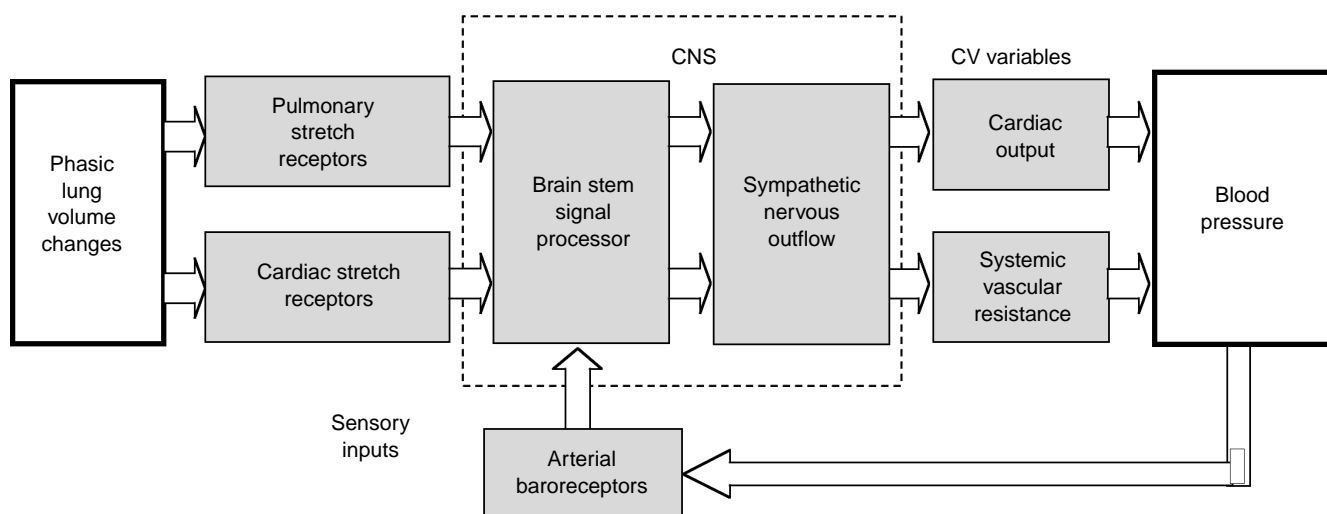 CNS
CV variables
Phasic
lung
volume
changes
Pulmonary
stretch
receptors
Cardiac stretch
receptors
Brain stem
signal
processor
Sympathetic
nervous
outflow
Cardiac
output
Systemic
vascular
resistance
Blood
pressure
Sensory
inputs
Arterial
baroreceptors